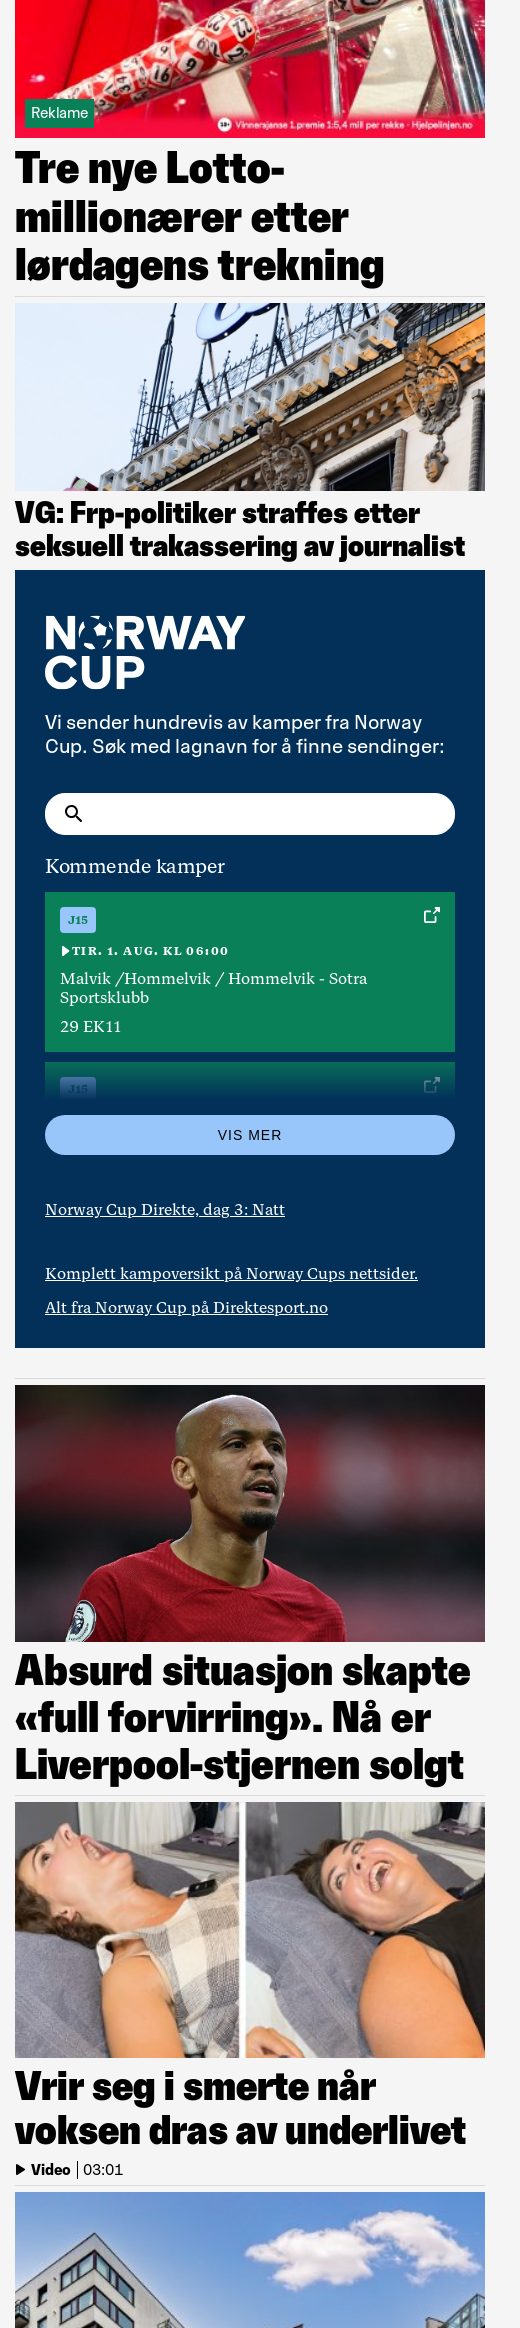 Reklame
18+ Vinnersjanse 1.premie 1:5,4 mill per rekke - Hjelpelinjen.no
Tre nye Lotto-
millionærer etter
lørdagens trekning
VG: Frp-politiker straffes etter
seksuell trakassering av journalist
NORWAY
CUP
Vi sender hundrevis av kamper fra Norway
Cup. Søk med lagnavn for å finne sendinger:
Kommende kamper
J15
TIR. 1. AUG. KL 06:00
Malvik /Hommelvik / Hommelvik - Sotra
Sportsklubb
29 EK11
J15
VIS MER
Norway Cup Direkte, dag 3: Natt
Komplett kampoversikt på Norway Cups nettsider.
Alt fra Norway Cup på Direktesport.no
Absurd situasjon skapte
«full forvirring». Nå er
Liverpool-stjernen solgt
Vrir seg i smerte når
voksen dras av underlivet
Video | 03:01